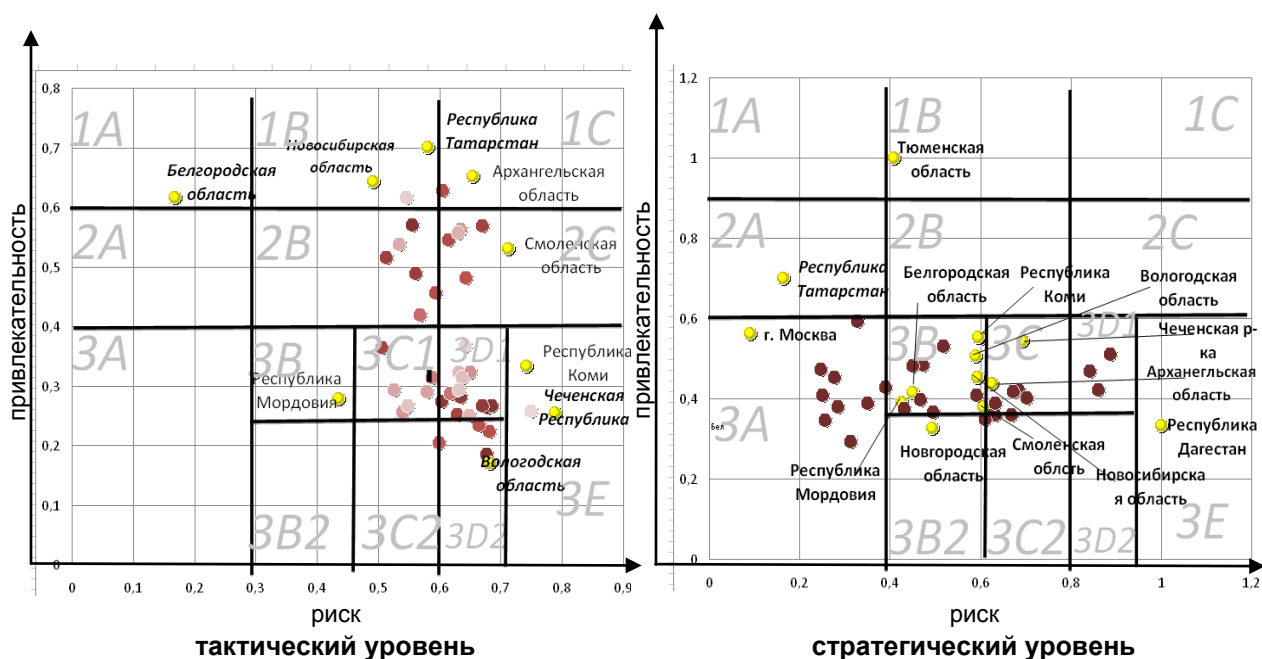 привлекательность
0,8
0,7
0,6
0,5
0,4
0,3
0,2
0,1
0
0
0,1
0,2
0,3
0,4
0,5
0,6
0,7
0,8
0,9
1A
1B
1C
2A
2B
2C
3A
3B
3C1
3D1
3B2
3C2
3D2
3E
Белгородская
область
Новосибирская
область
Республика
Татарстан
Архангельская
область
Смоленская
область
Республика
Коми
Республика
Мордовия
Чеченская
Республика
Вологодская
область
риск
тактический уровень
привлекательность
1,2
1
0,8
0,6
0,4
0,2
0
0
0,2
0,4
0,6
0,8
1
1,2
1A
1B
1C
2A
2B
2C
3A
3B
3C
3D1
3B2
3C2
3D2
3E
Тюменская
область
Республика
Татарстан
г. Москва
Белгородская
область
Республика
Коми
Вологодская
область
Чеченская р-
ка
Арханегльская
область
Республика
Дагестан
Бел
Республика
Мордовия
Новгородская
область
Смоленская
облсть
Новосибирска
я область
риск
стратегический уровень